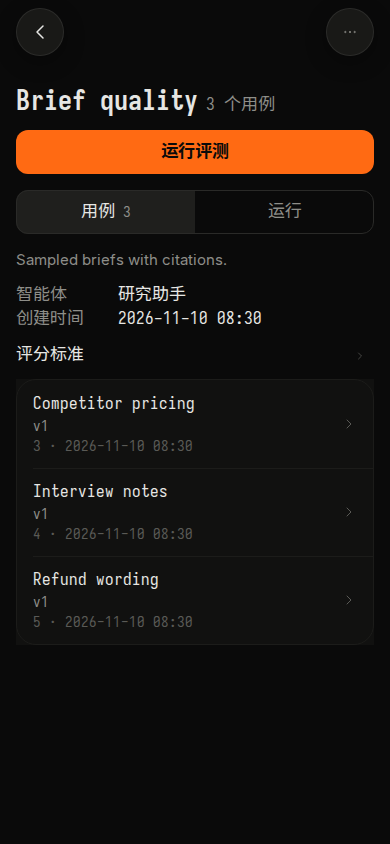 Brief quality 3 个用例
运行评测
用例 3
运行
Sampled briefs with citations.
智能体 研究助手
创建时间 2026-11-10 08:30
评分标准
Competitor pricing
v1
3 · 2026-11-10 08:30
Interview notes
v1
4 · 2026-11-10 08:30
Refund wording
v1
5 · 2026-11-10 08:30